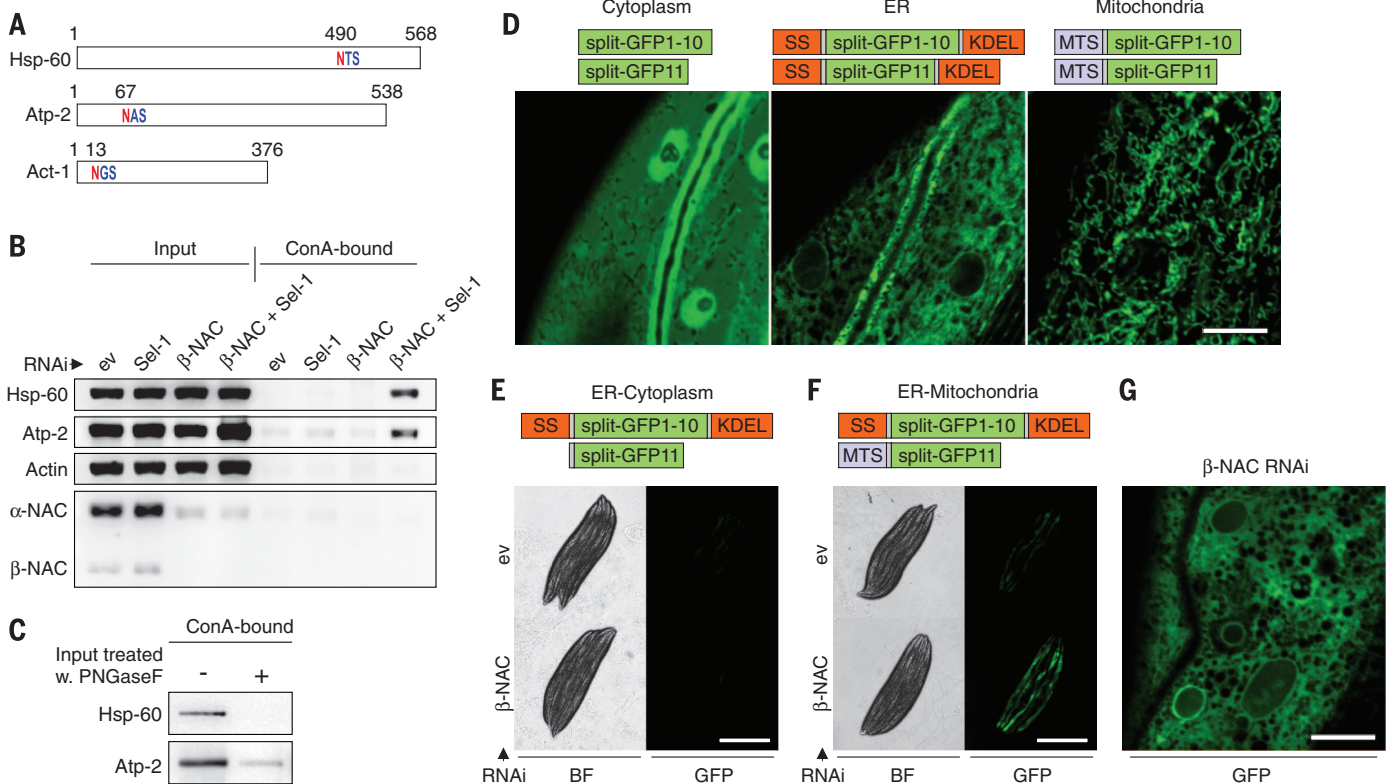 A
1 490 568
Hsp-60 NTS
1 67 538
Atp-2 NAS
1 13 376
Act-1 NGS
B
Input ConA-bound
RNAi ev Sel-1 β-NAC β-NAC + Sel-1 ev Sel-1 β-NAC β-NAC + Sel-1
Hsp-60
Atp-2
Actin
α-NAC
β-NAC
C
ConA-bound
Input treated
w. PNGaseF - +
Hsp-60
Atp-2
D
Cytoplasm ER Mitochondria
split-GFP1-10 SS split-GFP1-10 KDEL MTS split-GFP1-10
split-GFP11 SS split-GFP11 KDEL MTS split-GFP11
E
ER-Cytoplasm
SS split-GFP1-10 KDEL
split-GFP11
ev
β-NAC
RNAi BF GFP
F
ER-Mitochondria
SS split-GFP1-10 KDEL
MTS split-GFP11
ev
β-NAC
RNAi BF GFP
G
β-NAC RNAi
GFP